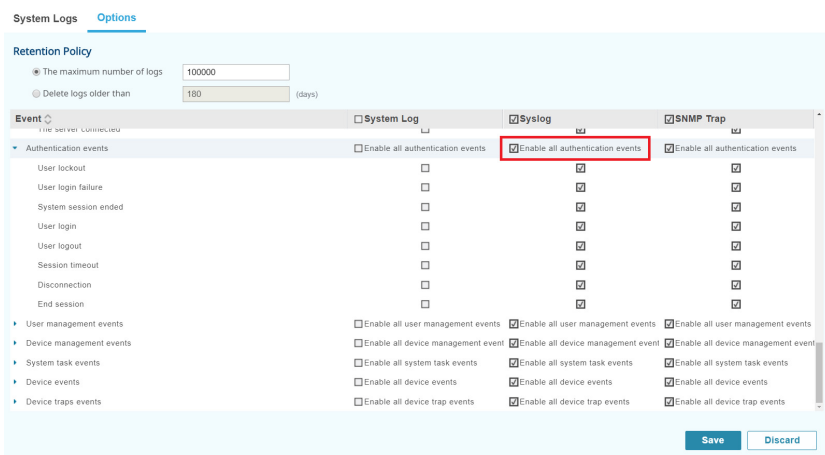 System Logs Options
Retention Policy
The maximum number of logs 100000
Delete logs older than 180 (days)
Event System Log Syslog SNMP Trap
The server connected
Authentication events Enable all authentication events Enable all authentication events Enable all authentication events
User lockout
User login failure
System session ended
User login
User logout
Session timeout
Disconnection
End session
User management events Enable all user management events Enable all user management events Enable all user management events
Device management events Enable all device management event Enable all device management event Enable all device management event
System task events Enable all system task events Enable all system task events Enable all system task events
Device events Enable all device events Enable all device events Enable all device events
Device traps events Enable all device trap events Enable all device trap events Enable all device trap events
Save Discard